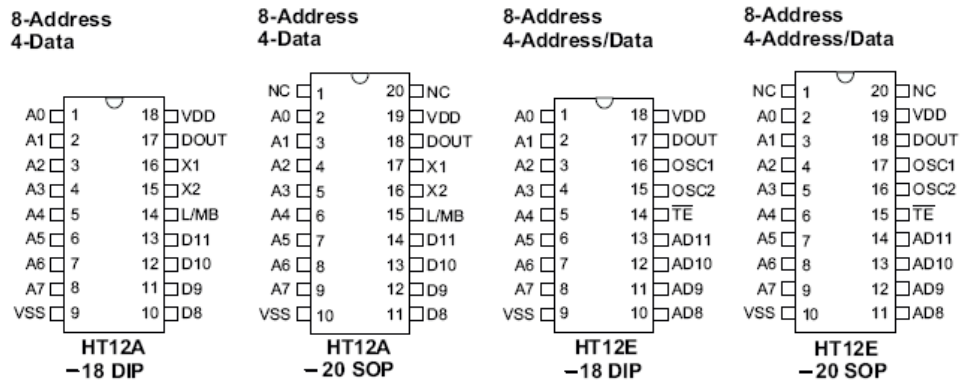 8-Address
4-Data
8-Address
4-Data
8-Address
4-Address/Data
8-Address
4-Address/Data
A0 1 18 VDD
A1 2 17 DOUT
A2 3 16 X1
A3 4 15 X2
A4 5 14 L/MB
A5 6 13 D11
A6 7 12 D10
A7 8 11 D9
VSS 9 10 D8
HT12A
–18 DIP
NC 1 20 NC
A0 2 19 VDD
A1 3 18 DOUT
A2 4 17 X1
A3 5 16 X2
A4 6 15 L/MB
A5 7 14 D11
A6 8 13 D10
A7 9 12 D9
VSS 10 11 D8
HT12A
–20 SOP
A0 1 18 VDD
A1 2 17 DOUT
A2 3 16 OSC1
A3 4 15 OSC2
A4 5 14 T̅E̅
A5 6 13 AD11
A6 7 12 AD10
A7 8 11 AD9
VSS 9 10 AD8
HT12E
–18 DIP
NC 1 20 NC
A0 2 19 VDD
A1 3 18 DOUT
A2 4 17 OSC1
A3 5 16 OSC2
A4 6 15 T̅E̅
A5 7 14 AD11
A6 8 13 AD10
A7 9 12 AD9
VSS 10 11 AD8
HT12E
–20 SOP